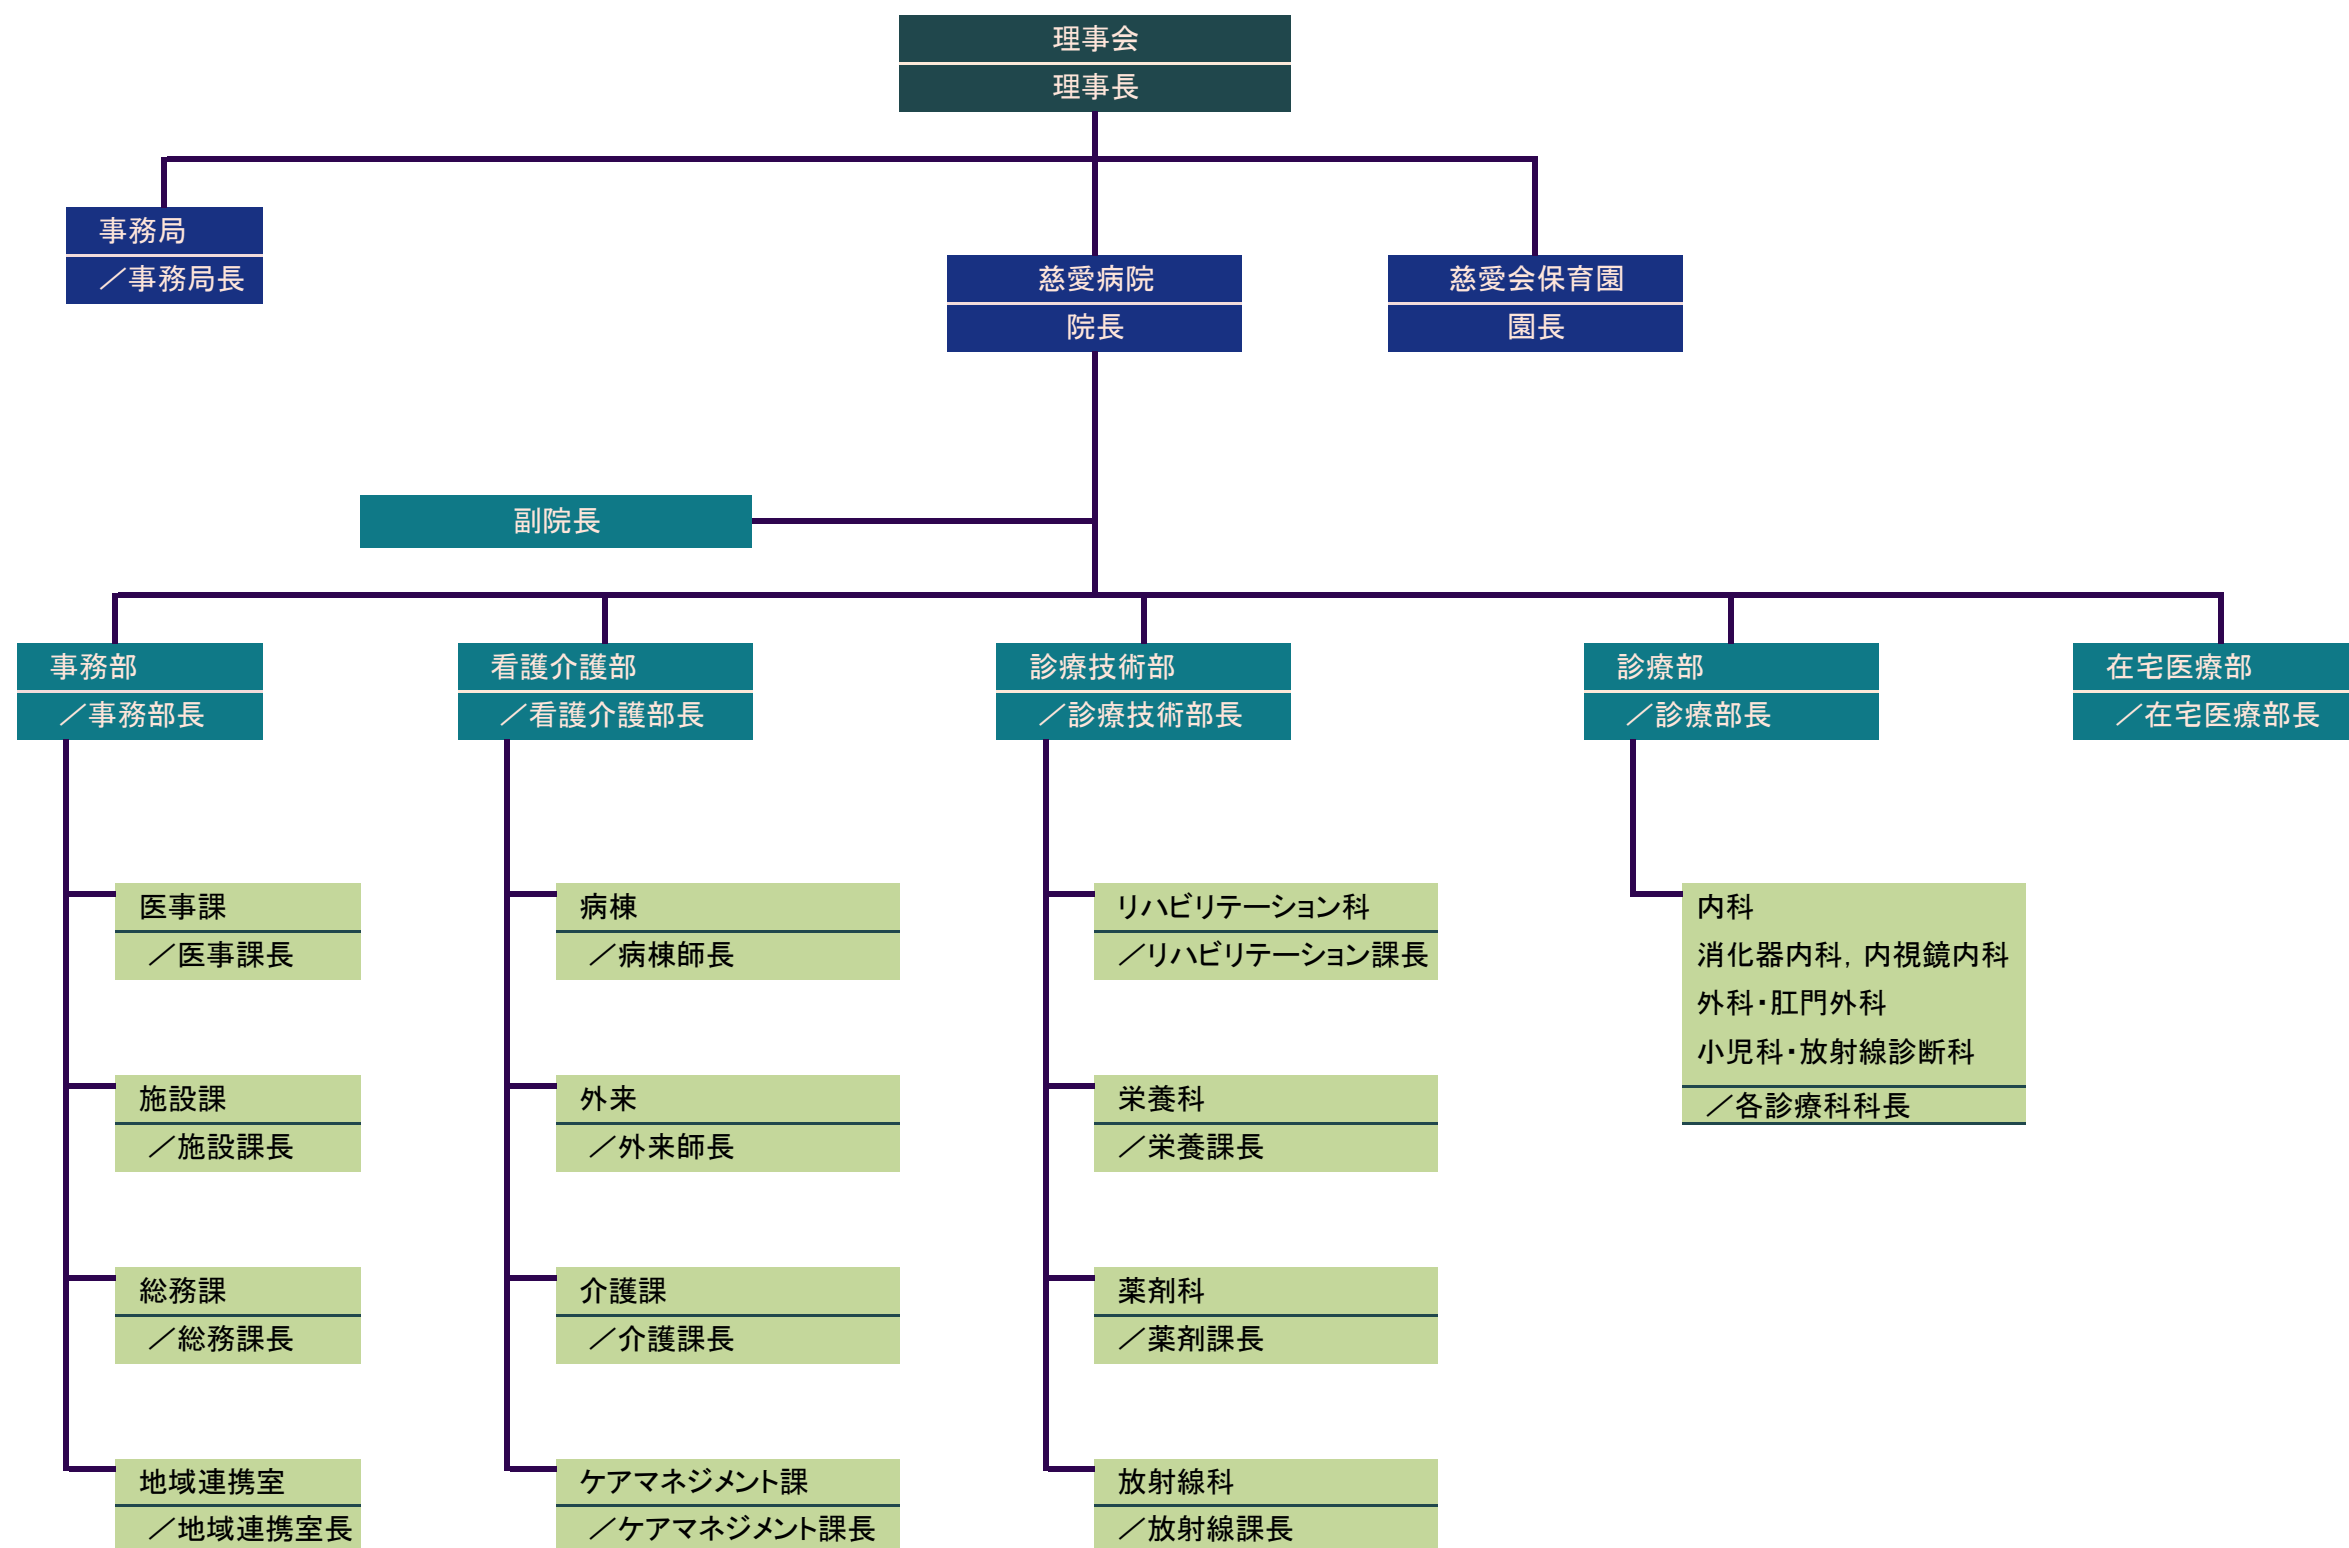 理事会
理事長
事務局
／事務局長
慈愛病院
院長
慈愛会保育園
園長
副院長
事務部
／事務部長
看護介護部
／看護介護部長
診療技術部
／診療技術部長
診療部
／診療部長
在宅医療部
／在宅医療部長
医事課
／医事課長
施設課
／施設課長
総務課
／総務課長
地域連携室
／地域連携室長
病棟
／病棟師長
外来
／外来師長
介護課
／介護課長
ケアマネジメント課
／ケアマネジメント課長
リハビリテーション科
／リハビリテーション課長
栄養科
／栄養課長
薬剤科
／薬剤課長
放射線科
／放射線課長
内科
消化器内科，内視鏡内科
外科・肛門外科
小児科・放射線診断科
／各診療科科長